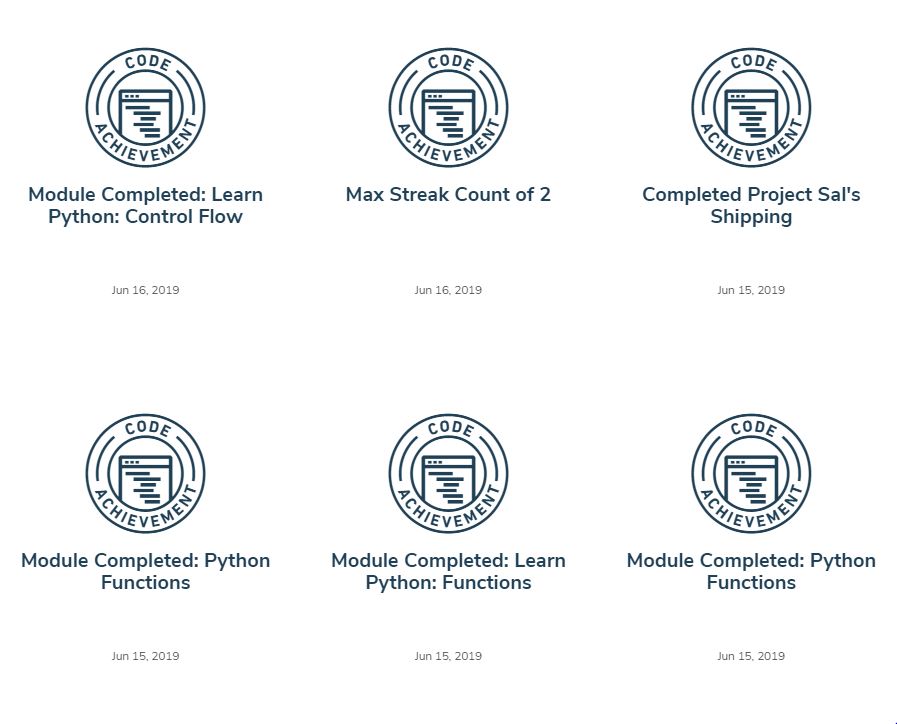 CODE ACHIEVEMENT
CODE ACHIEVEMENT
CODE ACHIEVEMENT
Module Completed: Learn
Python: Control Flow
Max Streak Count of 2
Completed Project Sal's
Shipping
Jun 16, 2019
Jun 16, 2019
Jun 15, 2019
CODE ACHIEVEMENT
CODE ACHIEVEMENT
CODE ACHIEVEMENT
Module Completed: Python
Functions
Module Completed: Learn
Python: Functions
Module Completed: Python
Functions
Jun 15, 2019
Jun 15, 2019
Jun 15, 2019